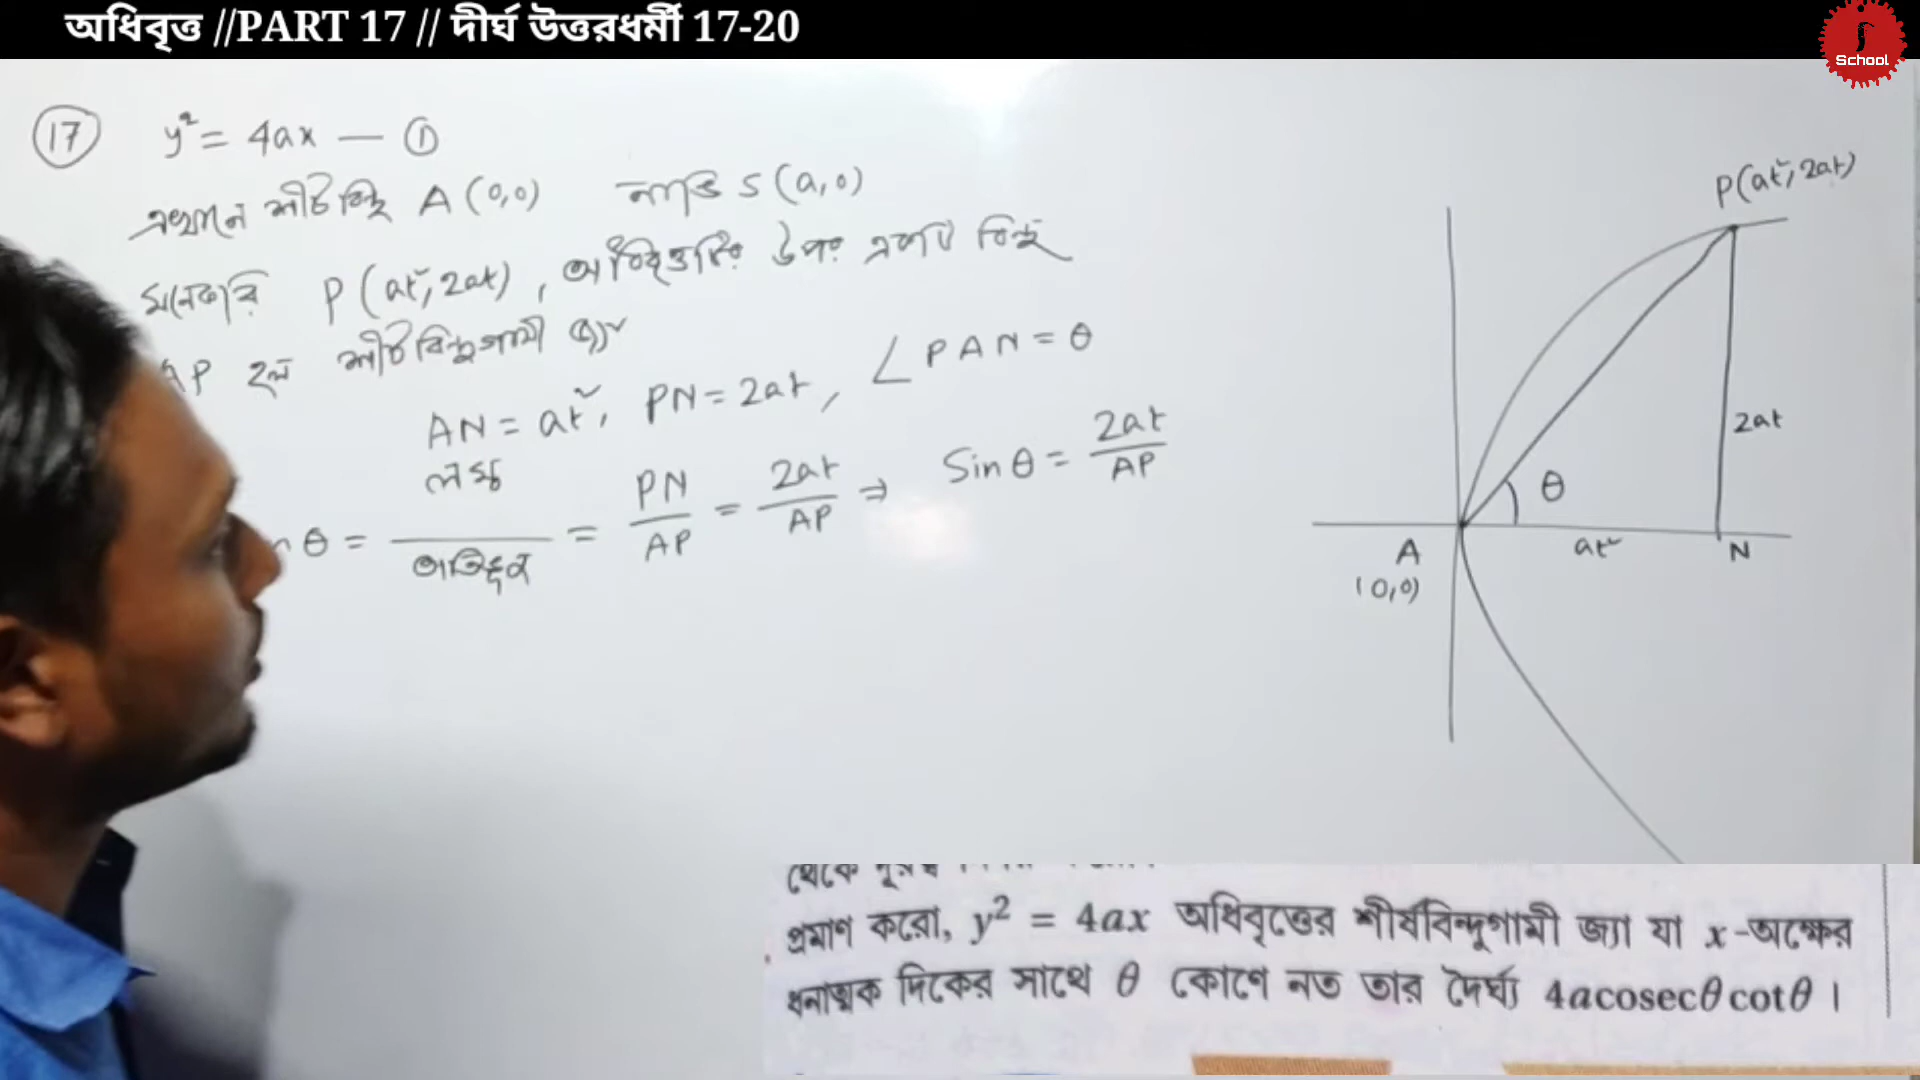 অধিবৃত্ত //PART 17 // দীর্ঘ উত্তরধর্মী 17-20
School
17 y² = 4ax — ①
এখানে শীর্ষবিন্দু A (0,0) নাভি S (a,0)
মনেকরি P (at², 2at), অধিবৃত্তটির উপর একটি বিন্দু
AP হল শীর্ষবিন্দুগামী জ্যা
AN = at², PN = 2at, ∠PAN = θ
n θ = লম্ব / অতিভূজ = PN / AP = 2at / AP ⇒ Sin θ = 2at / AP
P(at², 2at)
2at
θ
A
at²
N
(0,0)
থেকে
প্রমাণ করো, y² = 4ax অধিবৃত্তের শীর্ষবিন্দুগামী জ্যা যা x -অক্ষের
ধনাত্মক দিকের সাথে θ কোণে নত তার দৈর্ঘ্য 4acosecθ cotθ ।